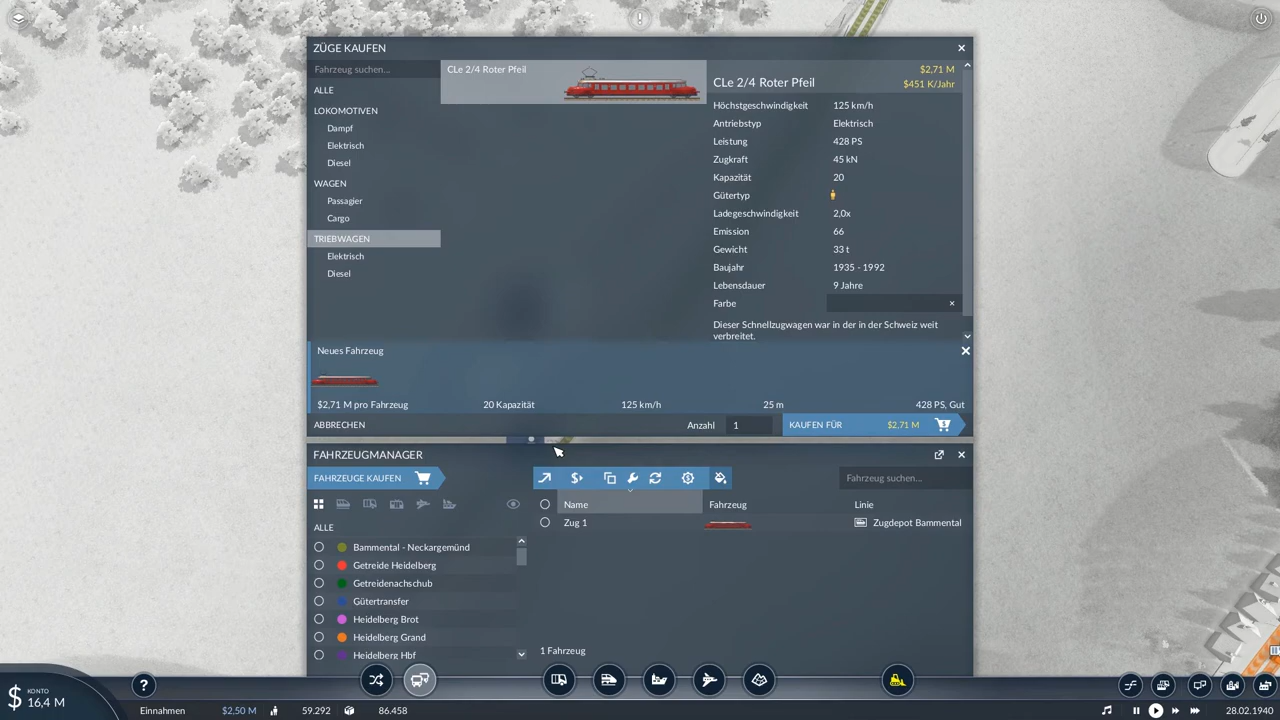 ZÜGE KAUFEN
Fahrzeug suchen...
ALLE
LOKOMOTIVEN
Dampf
Elektrisch
Diesel
WAGEN
Passagier
Cargo
TRIEBWAGEN
Elektrisch
Diesel
CLe 2/4 Roter Pfeil
CLe 2/4 Roter Pfeil
$2,71 M
$451 K/Jahr
Höchstgeschwindigkeit 125 km/h
Antriebstyp Elektrisch
Leistung 428 PS
Zugkraft 45 kN
Kapazität 20
Gütertyp
Ladegeschwindigkeit 2,0x
Emission 66
Gewicht 33 t
Baujahr 1935 - 1992
Lebensdauer 9 Jahre
Farbe
Dieser Schnellzugwagen war in der in der Schweiz weit
verbreitet.
Neues Fahrzeug
$2,71 M pro Fahrzeug 20 Kapazität 125 km/h 25 m 428 PS, Gut
ABBRECHEN Anzahl 1 KAUFEN FÜR $2,71 M
FAHRZEUGMANAGER
FAHRZEUGE KAUFEN
Fahrzeug suchen...
ALLE
Bammental - Neckargemünd
Getreide Heidelberg
Getreidenachschub
Gütertransfer
Heidelberg Brot
Heidelberg Grand
Heidelberg Hbf
Name Fahrzeug Linie
Zug 1 Zugdepot Bammental
1 Fahrzeug
KONTO
$ 16,4 M
?
Einnahmen $2,50 M 59.292 86.458
28.02.1940